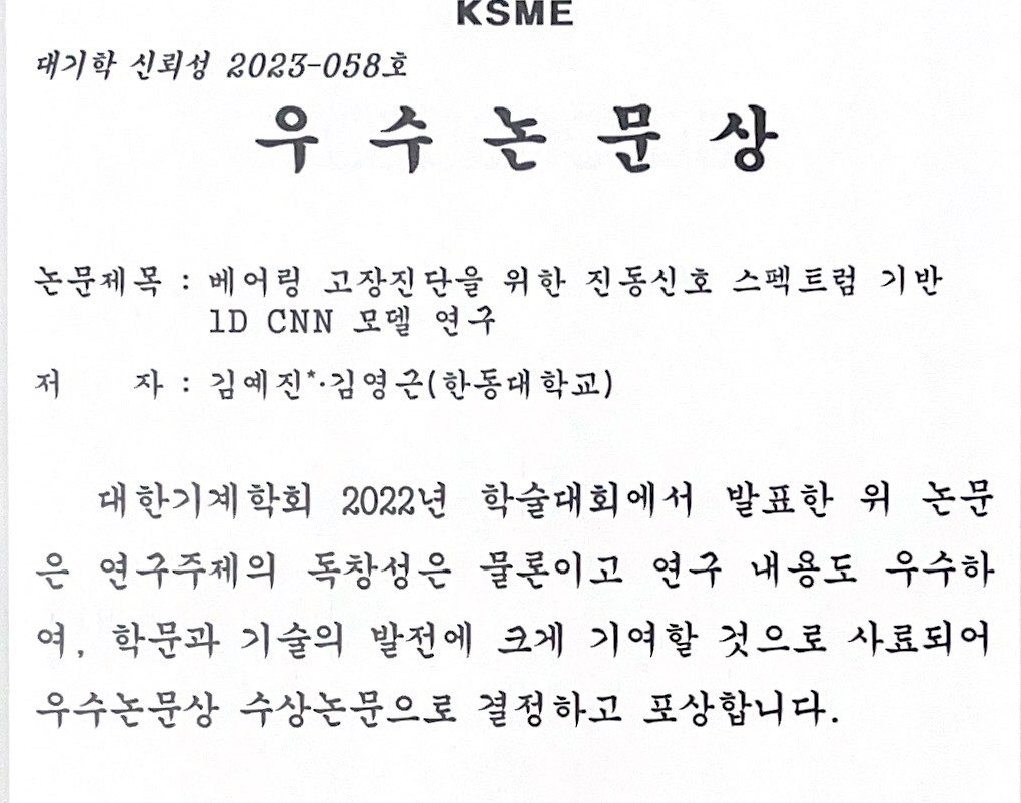 KSME
대기학 신뢰성 2023-058호
우 수 논 문 상
논문제목 : 베어링 고장진단을 위한 진동신호 스펙트럼 기반
1D CNN 모델 연구
저 자 : 김예진*·김영근(한동대학교)
대한기계학회 2022년 학술대회에서 발표한 위 논문
은 연구주제의 독창성은 물론이고 연구 내용도 우수하
여, 학문과 기술의 발전에 크게 기여할 것으로 사료되어
우수논문상 수상논문으로 결정하고 포상합니다.